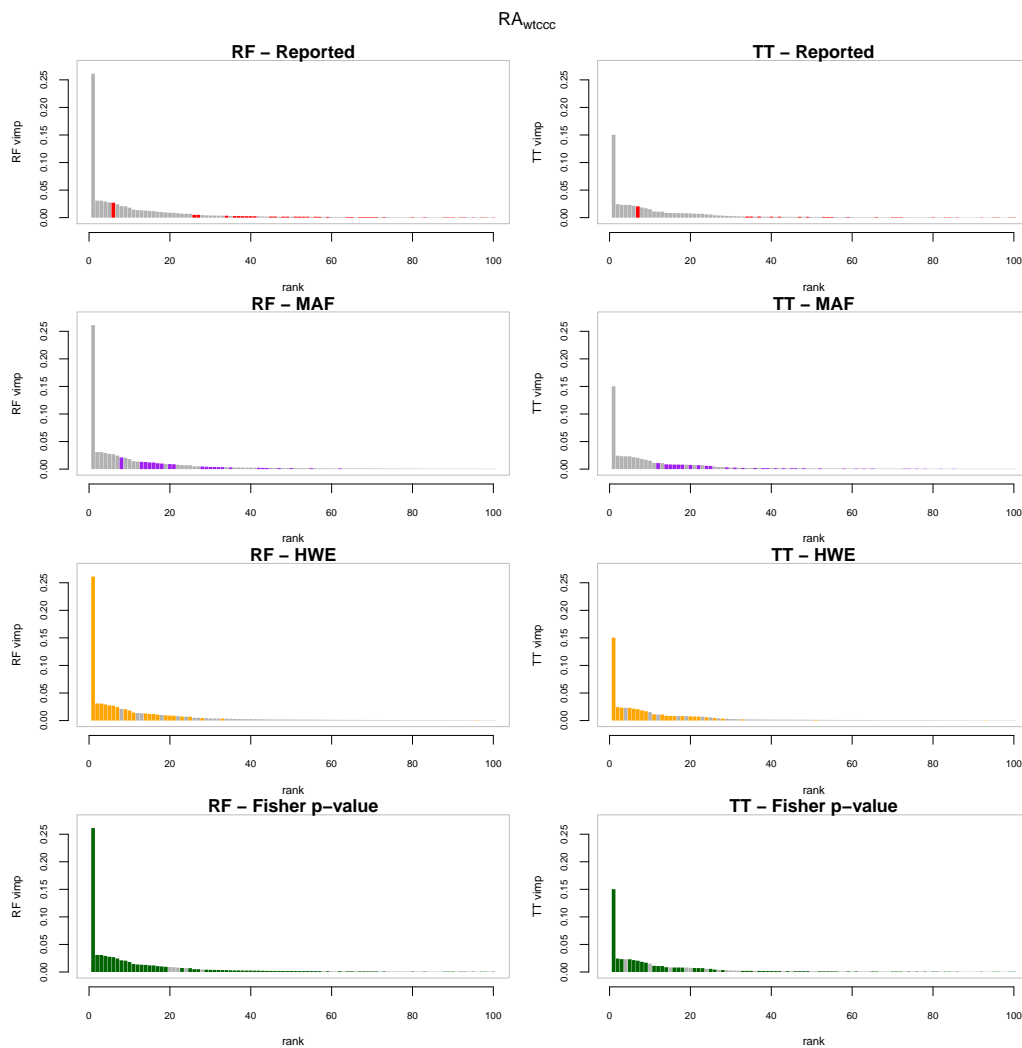 RA wtccc
RF – Reported
TT – Reported
RF vimp
0.00 0.05 0.10 0.15 0.20 0.25
TT vimp
0.00 0.05 0.10 0.15 0.20 0.25
0 20 40 60 80 100
0 20 40 60 80 100
rank
rank
RF – MAF
TT – MAF
RF vimp
0.00 0.05 0.10 0.15 0.20 0.25
TT vimp
0.00 0.05 0.10 0.15 0.20 0.25
0 20 40 60 80 100
0 20 40 60 80 100
rank
rank
RF – HWE
TT – HWE
RF vimp
0.00 0.05 0.10 0.15 0.20 0.25
TT vimp
0.00 0.05 0.10 0.15 0.20 0.25
0 20 40 60 80 100
0 20 40 60 80 100
rank
rank
RF – Fisher p−value
TT – Fisher p−value
RF vimp
0.00 0.05 0.10 0.15 0.20 0.25
TT vimp
0.00 0.05 0.10 0.15 0.20 0.25
0 20 40 60 80 100
0 20 40 60 80 100
rank
rank